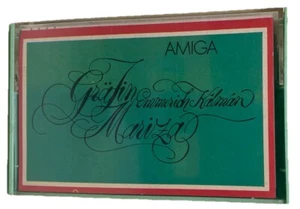 AMIGA
Gräfin
Emmerich Kálmán
Mariza